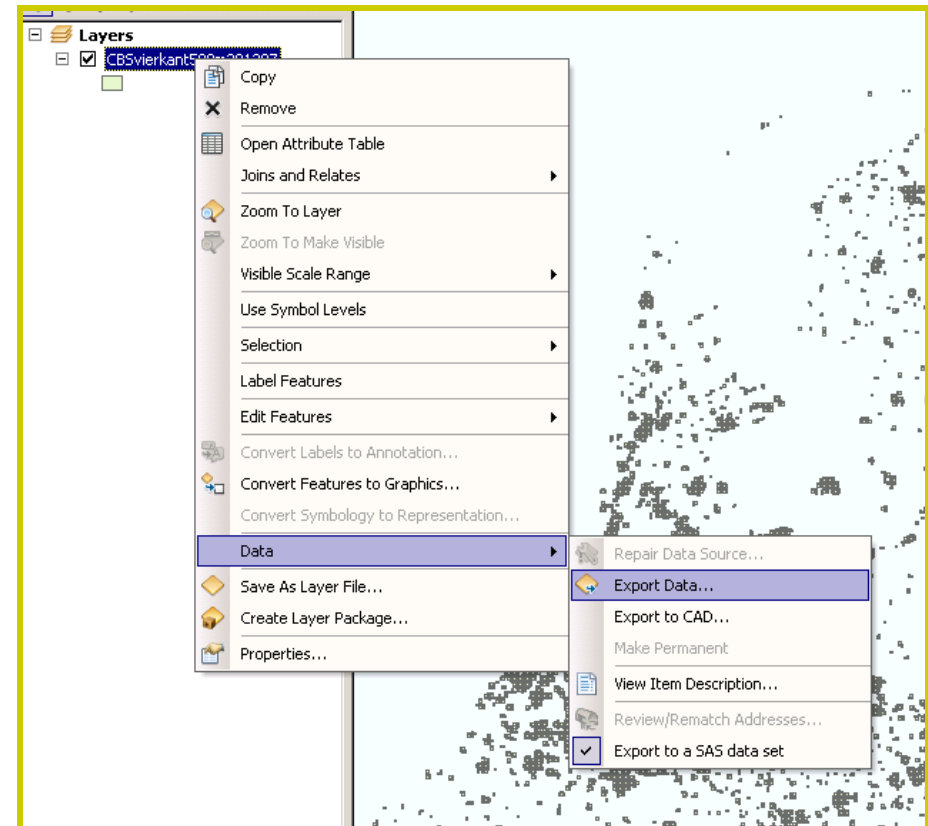 Layers
CBSvierkant500m201207
Copy
Remove
Open Attribute Table
Joins and Relates
Zoom To Layer
Zoom To Make Visible
Visible Scale Range
Use Symbol Levels
Selection
Label Features
Edit Features
Convert Labels to Annotation...
Convert Features to Graphics...
Convert Symbology to Representation...
Data
Save As Layer File...
Create Layer Package...
Properties...
Repair Data Source...
Export Data...
Export to CAD...
Make Permanent
View Item Description...
Review/Rematch Addresses...
Export to a SAS data set